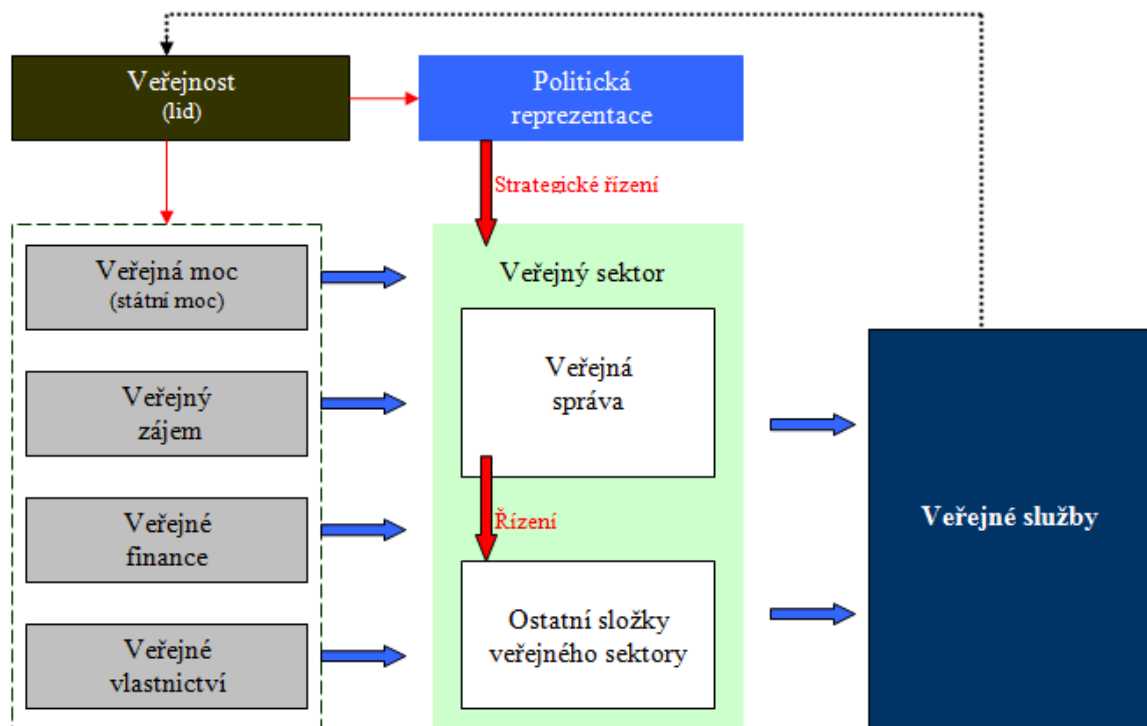 Veřejnost
(lid)
Politická
reprezentace
Strategické řízení
Veřejná moc
(státní moc)
Veřejný
zájem
Veřejné
finance
Veřejné
vlastnictví
Veřejný sektor
Veřejná
správa
Řízení
Ostatní složky
veřejného sektory
Veřejné služby